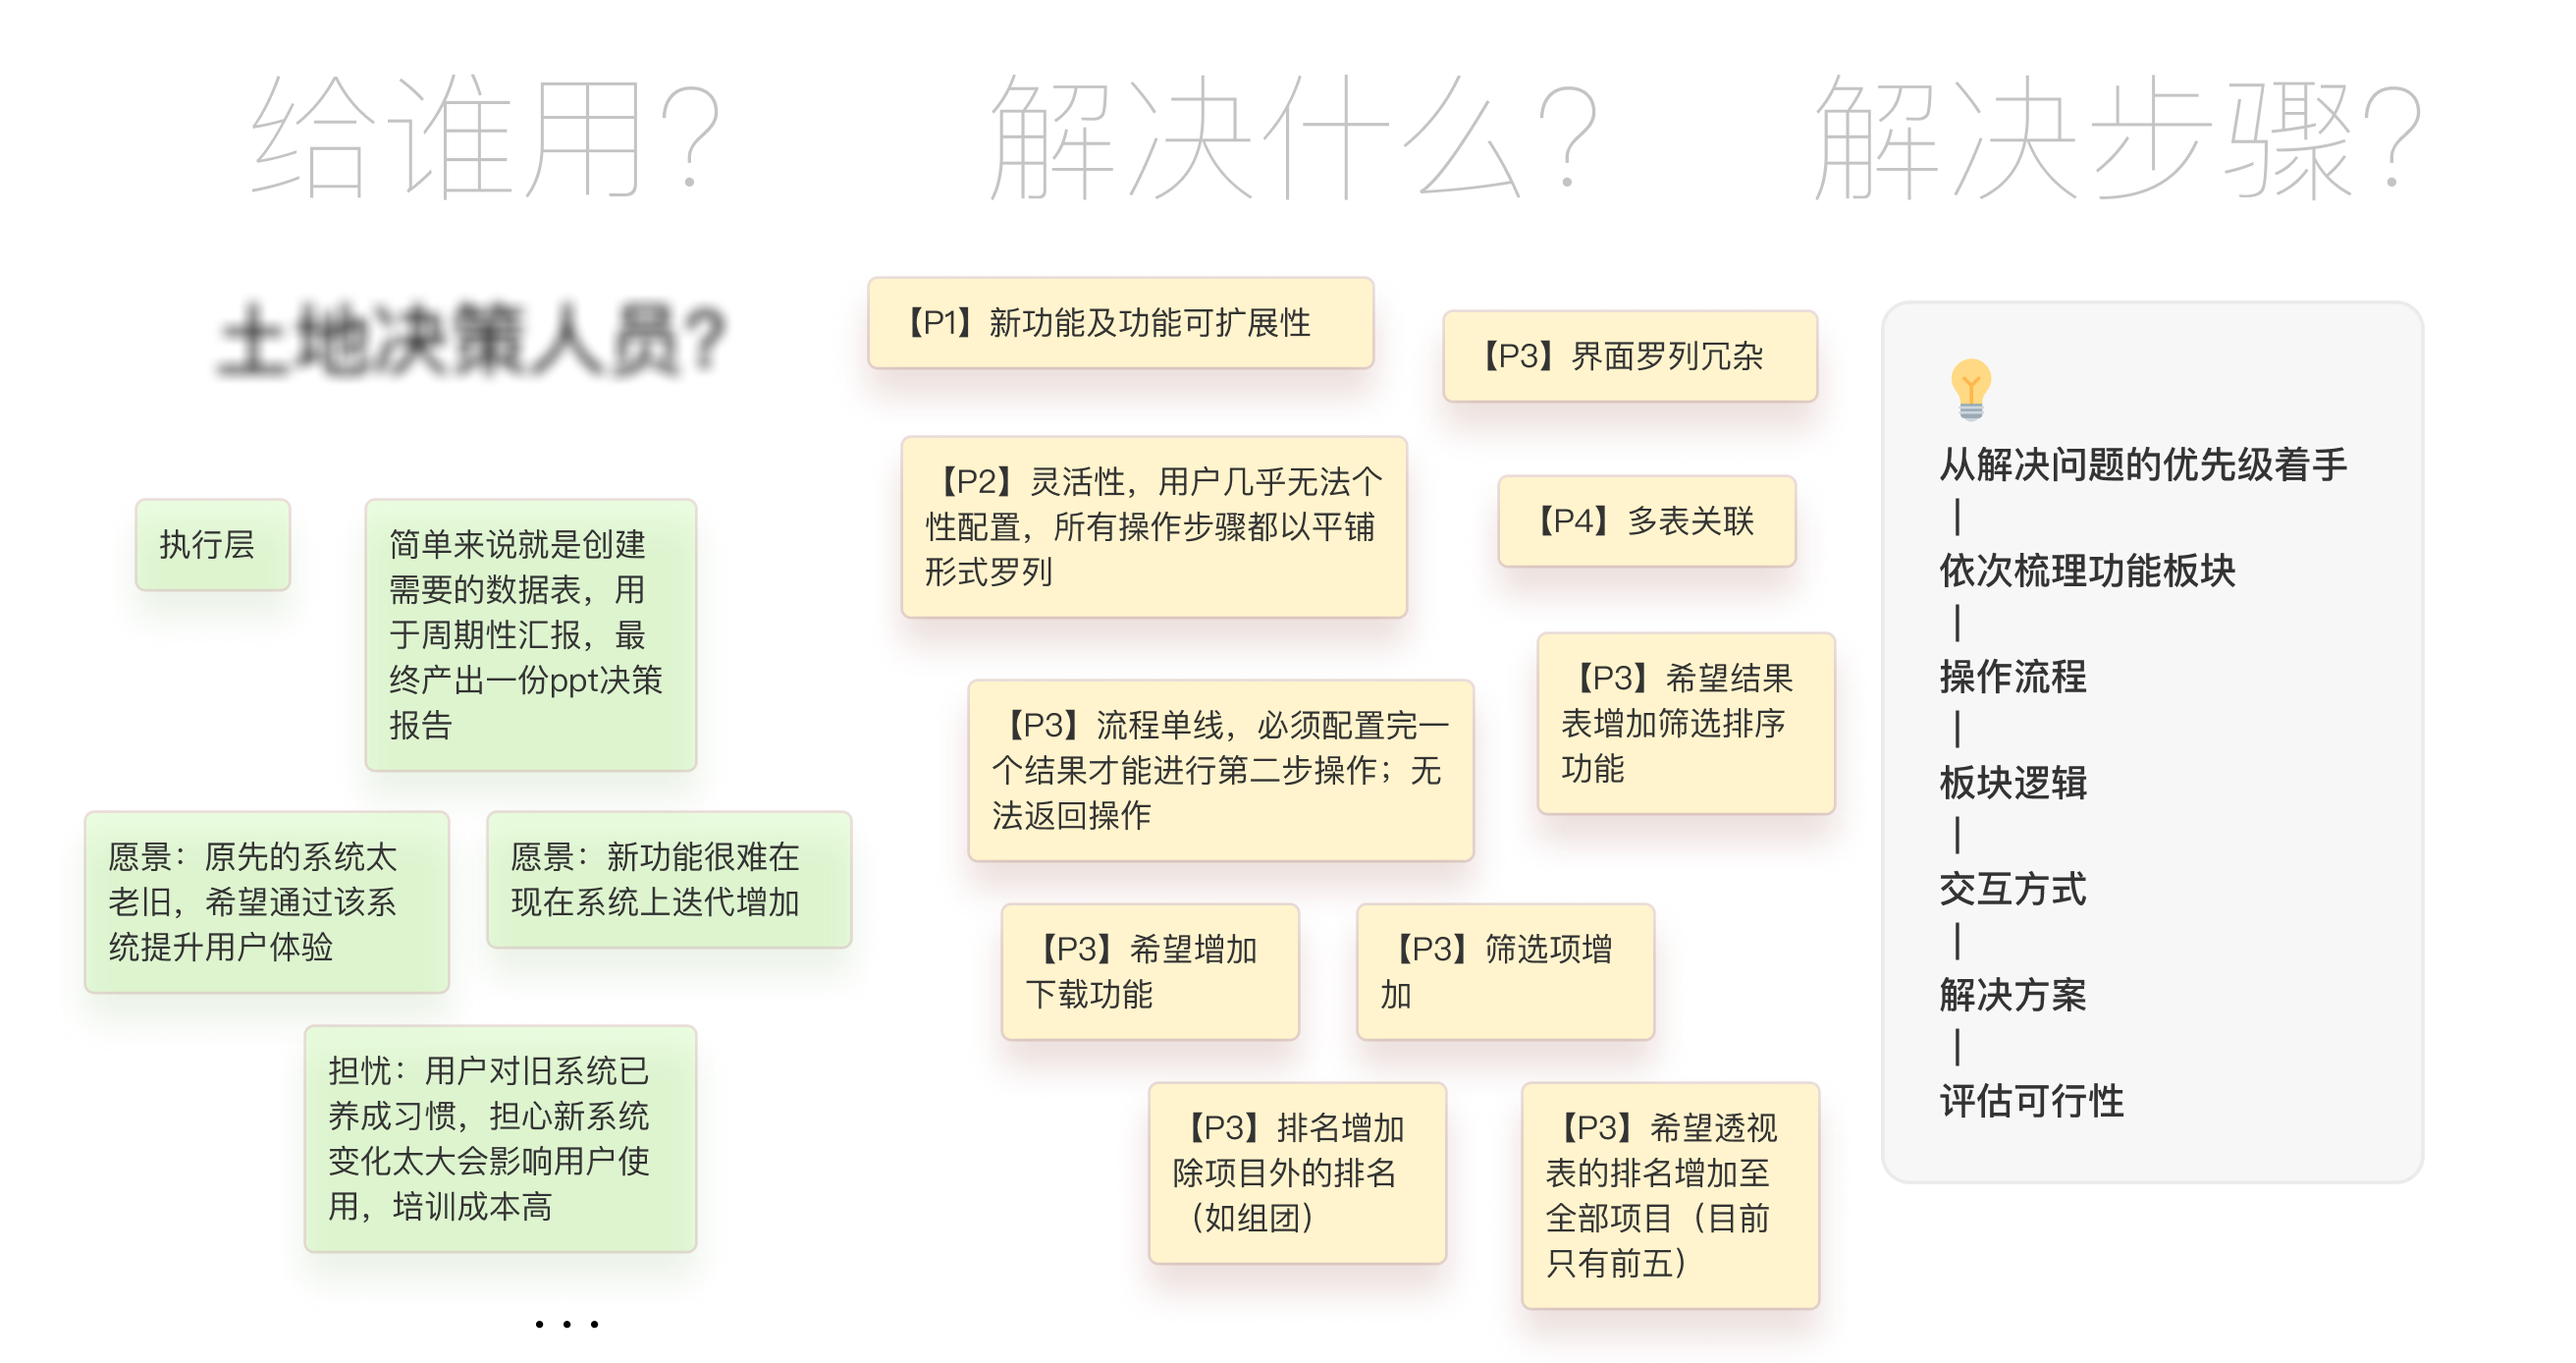 给谁用？
解决什么？
解决步骤？
土地决策人员？
执行层
简单来说就是创建
需要的数据表，用
于周期性汇报，最
终产出一份ppt决策
报告
愿景：原先的系统太
老旧，希望通过该系
统提升用户体验
愿景：新功能很难在
现在系统上迭代增加
担忧：用户对旧系统已
养成习惯，担心新系统
变化太大会影响用户使
用，培训成本高
...
【P1】新功能及功能可扩展性
【P3】界面罗列冗杂
【P2】灵活性，用户几乎无法个
性配置，所有操作步骤都以平铺
形式罗列
【P4】多表关联
【P3】流程单线，必须配置完一
个结果才能进行第二步操作；无
法返回操作
【P3】希望结果
表增加筛选排序
功能
【P3】希望增加
下载功能
【P3】筛选项增
加
【P3】排名增加
除项目外的排名
（如组团）
【P3】希望透视
表的排名增加至
全部项目（目前
只有前五）
从解决问题的优先级着手
|
依次梳理功能板块
|
操作流程
|
板块逻辑
|
交互方式
|
解决方案
|
评估可行性